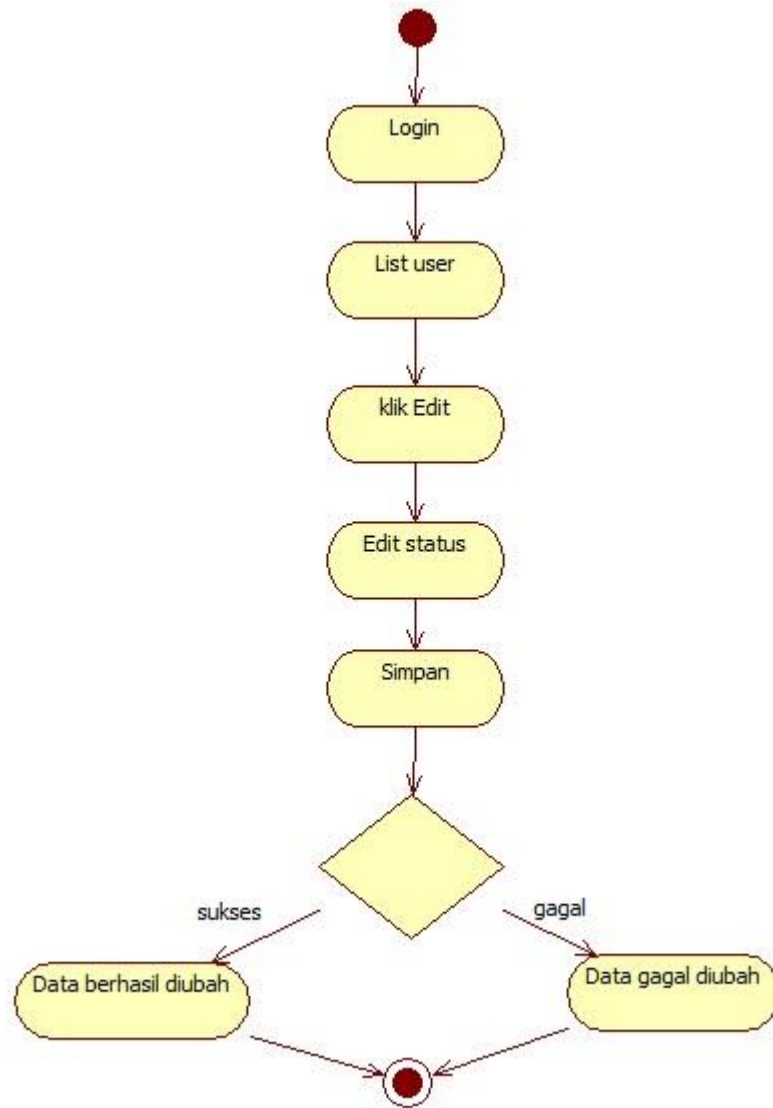 Login
List user
klik Edit
Edit status
Simpan
sukses
gagal
Data berhasil diubah
Data gagal diubah